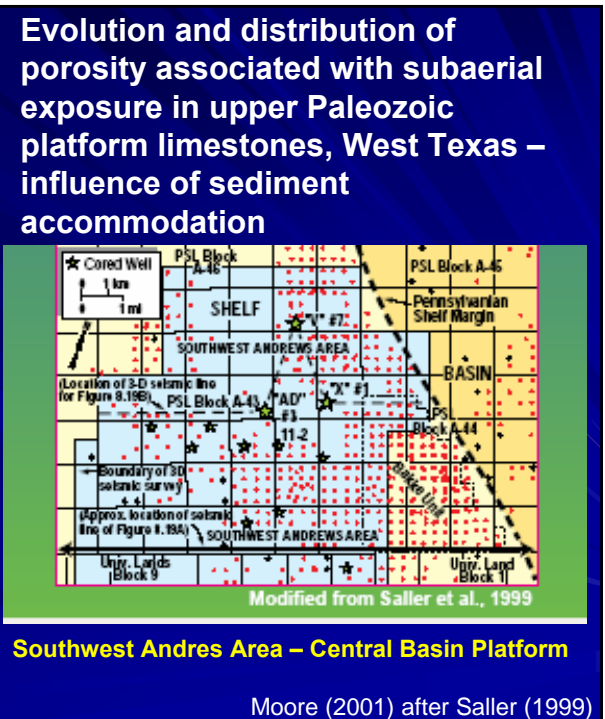 Evolution and distribution of
porosity associated with subaerial
exposure in upper Paleozoic
platform limestones, West Texas –
influence of sediment
accommodation
Cored Well
1 km
1 ml
PSL Block
A-46
PSL Block A-45
SHELF
Pennsylvanian
Shelf Margin
"V" #7
SOUTHWEST ANDREWS AREA
BASIN
(Location of 3-D seismic line
for Figure 8.19B)
PSL Block A-43
"AD"
#3
"X" #1
PSL
Block A-44
11-2
Boundary of 3D
seismic survey
Unit
(Approx. location of seismic
line of Figure 8.19A)
SOUTHWEST ANDREWS AREA
Univ. Lands
Block 9
Univ. Land
Block 1
Modified from Saller et al., 1999
Southwest Andres Area – Central Basin Platform
Moore (2001) after Saller (1999)